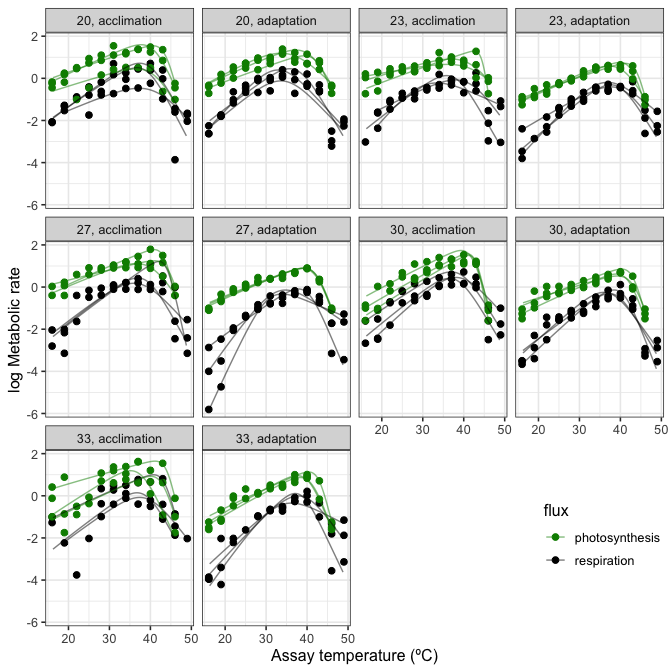 20, acclimation
20, adaptation
23, acclimation
23, adaptation
2
0
-2
-4
-6
27, acclimation
27, adaptation
30, acclimation
30, adaptation
2
0
-2
-4
-6
20 30 40 50 20 30 40 50
33, acclimation
33, adaptation
2
0
-2
-4
-6
20 30 40 50 20 30 40 50
log Metabolic rate
Assay temperature (ºC)
flux
photosynthesis
respiration